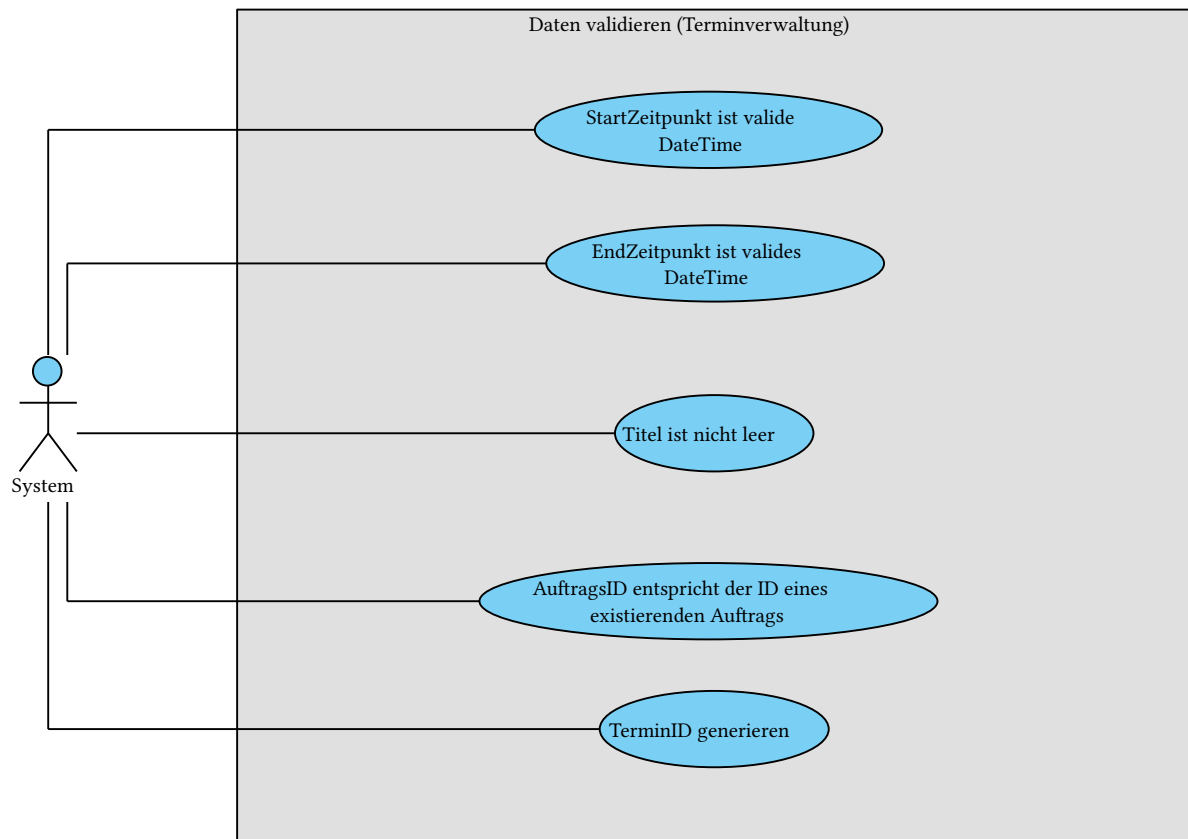 Daten validieren (Terminverwaltung)
StartZeitpunkt ist valide
DateTime
EndZeitpunkt ist valides
DateTime
Titel ist nicht leer
System
AuftragsID entspricht der ID eines
existierenden Auftrags
TerminID generieren